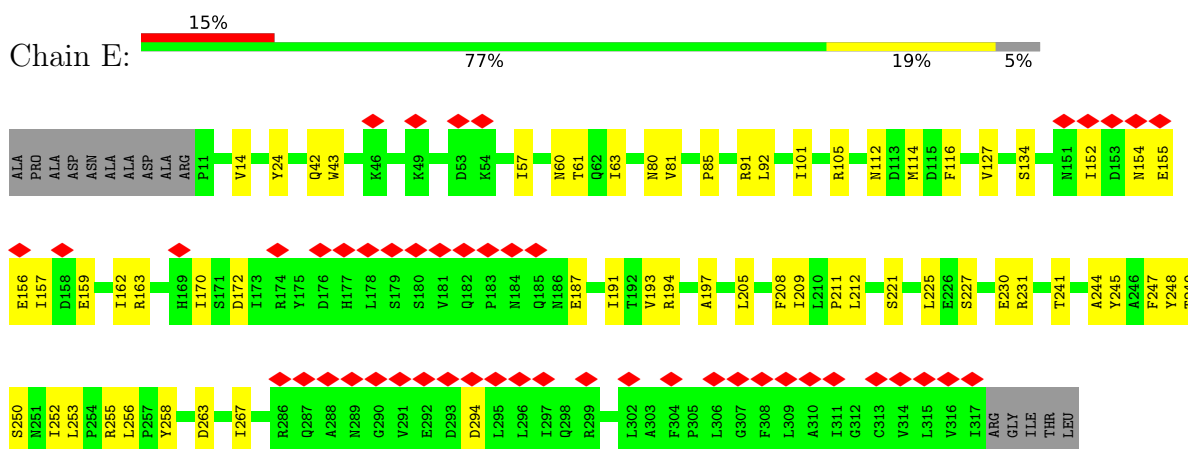 15%
Chain E:
77%
19%
5%
ALA PRO ALA ASP ASN ALA ALA ASP ALA ARG P11 V14 Y24 Q42 W43 K46 K49 D53 K54 I57 N60 T61 Q62 I63 N80 V81 P85 R91 L92 I101 R105 N112 D113 M114 D115 F116 V127 S134 N151 I152 D153 N154 E155
E156 I157 D158 E159 I162 R163 H169 I170 S171 D172 I173 R174 Y175 D176 H177 L178 S179 S180 V181 Q182 P183 N184 Q185 N186 E187 I191 T192 V193 R194 A197 L205 F208 I209 L210 P211 L212 S221 L225 E226 S227 E230 R231 T241 A244 Y245 A246 F247 Y248 T249
S250 N251 I252 L253 P254 R255 L256 P257 Y258 D263 I267 R286 Q287 A288 N289 G290 V291 E292 D293 D294 L295 L296 I297 Q298 R299 L302 A303 F304 P305 L306 G307 F308 L309 A310 I311 G312 C313 V314 L315 V316 I317 ARG GLY ILE THR LEU